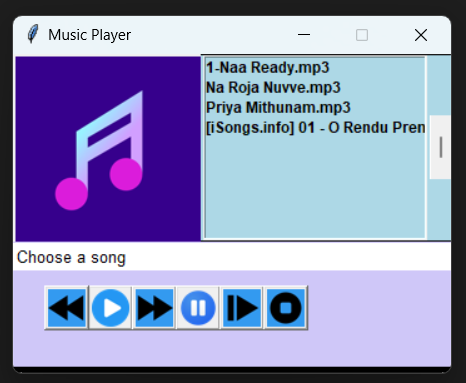 Music Player
1-Naa Ready.mp3
Na Roja Nuvve.mp3
Priya Mithunam.mp3
[iSongs.info] 01 - O Rendu Pren
Choose a song